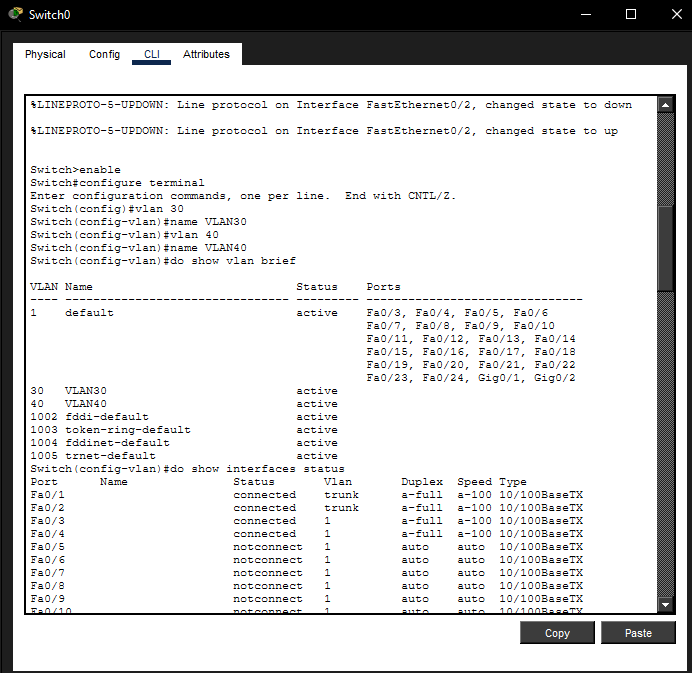 Switch0
Physical Config CLI Attributes
%LINEPROTO-5-UPDOWN: Line protocol on Interface FastEthernet0/2, changed state to down
%LINEPROTO-5-UPDOWN: Line protocol on Interface FastEthernet0/2, changed state to up
Switch>enable
Switch#configure terminal
Enter configuration commands, one per line.  End with CNTL/Z.
Switch(config)#vlan 30
Switch(config-vlan)#name VLAN30
Switch(config-vlan)#vlan 40
Switch(config-vlan)#name VLAN40
Switch(config-vlan)#do show vlan brief
VLAN Name                             Status    Ports
---- -------------------------------- --------- -------------------------------
1    default                          active    Fa0/3, Fa0/4, Fa0/5, Fa0/6
                                                Fa0/7, Fa0/8, Fa0/9, Fa0/10
                                                Fa0/11, Fa0/12, Fa0/13, Fa0/14
                                                Fa0/15, Fa0/16, Fa0/17, Fa0/18
                                                Fa0/19, Fa0/20, Fa0/21, Fa0/22
                                                Fa0/23, Fa0/24, Gig0/1, Gig0/2
30   VLAN30                           active
40   VLAN40                           active
1002 fddi-default                     active
1003 token-ring-default               active
1004 fddinet-default                  active
1005 trnet-default                    active
Switch(config-vlan)#do show interfaces status
Port      Name               Status       Vlan       Duplex  Speed Type
Fa0/1                        connected    trunk      a-full  a-100 10/100BaseTX
Fa0/2                        connected    trunk      a-full  a-100 10/100BaseTX
Fa0/3                        connected    1          a-full  a-100 10/100BaseTX
Fa0/4                        connected    1          a-full  a-100 10/100BaseTX
Fa0/5                        notconnect   1          auto    auto  10/100BaseTX
Fa0/6                        notconnect   1          auto    auto  10/100BaseTX
Fa0/7                        notconnect   1          auto    auto  10/100BaseTX
Fa0/8                        notconnect   1          auto    auto  10/100BaseTX
Fa0/9                        notconnect   1          auto    auto  10/100BaseTX
Fa0/10                       notconnect   1          auto    auto  10/100BaseTX
Copy Paste